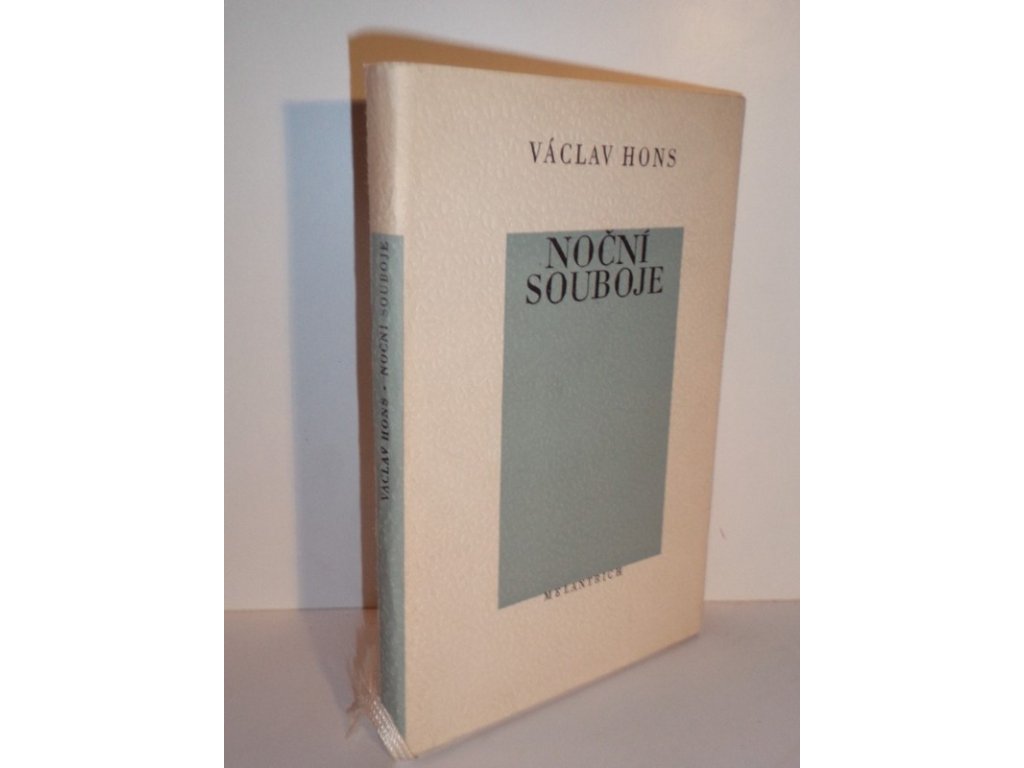 VÁCLAV HONS
NOČNÍ
SOUBOJE
MELANTRICH
VÁCLAV HONS • NOČNÍ SOUBOJE